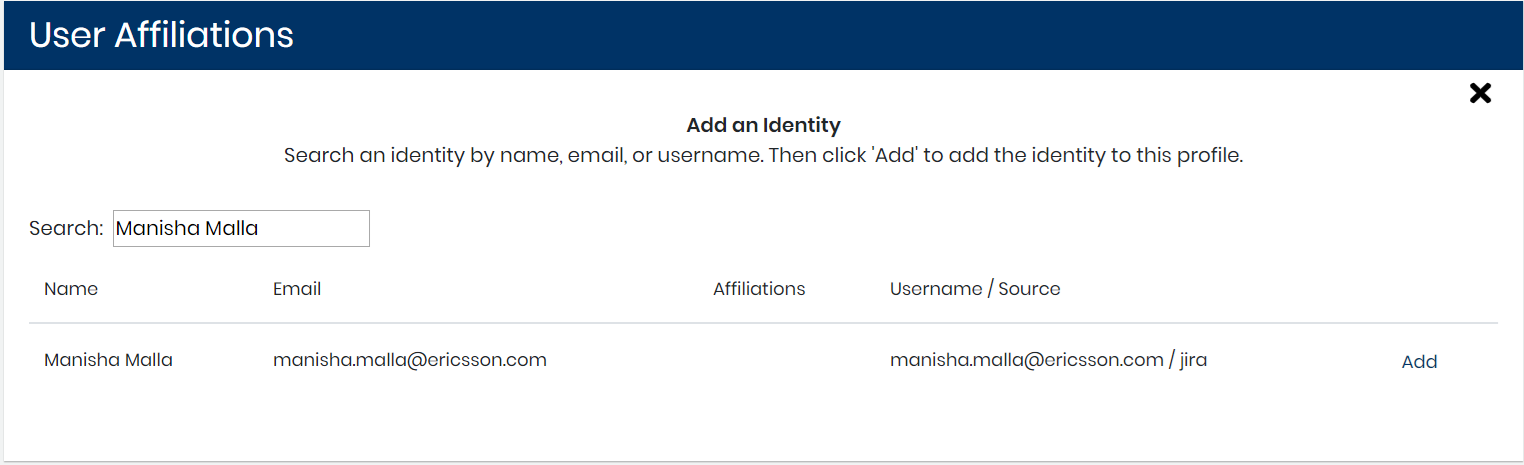 User Affiliations
Add an Identity
Search an identity by name, email, or username. Then click 'Add' to add the identity to this profile.
Search: Manisha Malla
Name Email Affiliations Username / Source
Manisha Malla manisha.malla@ericsson.com manisha.malla@ericsson.com / jira Add